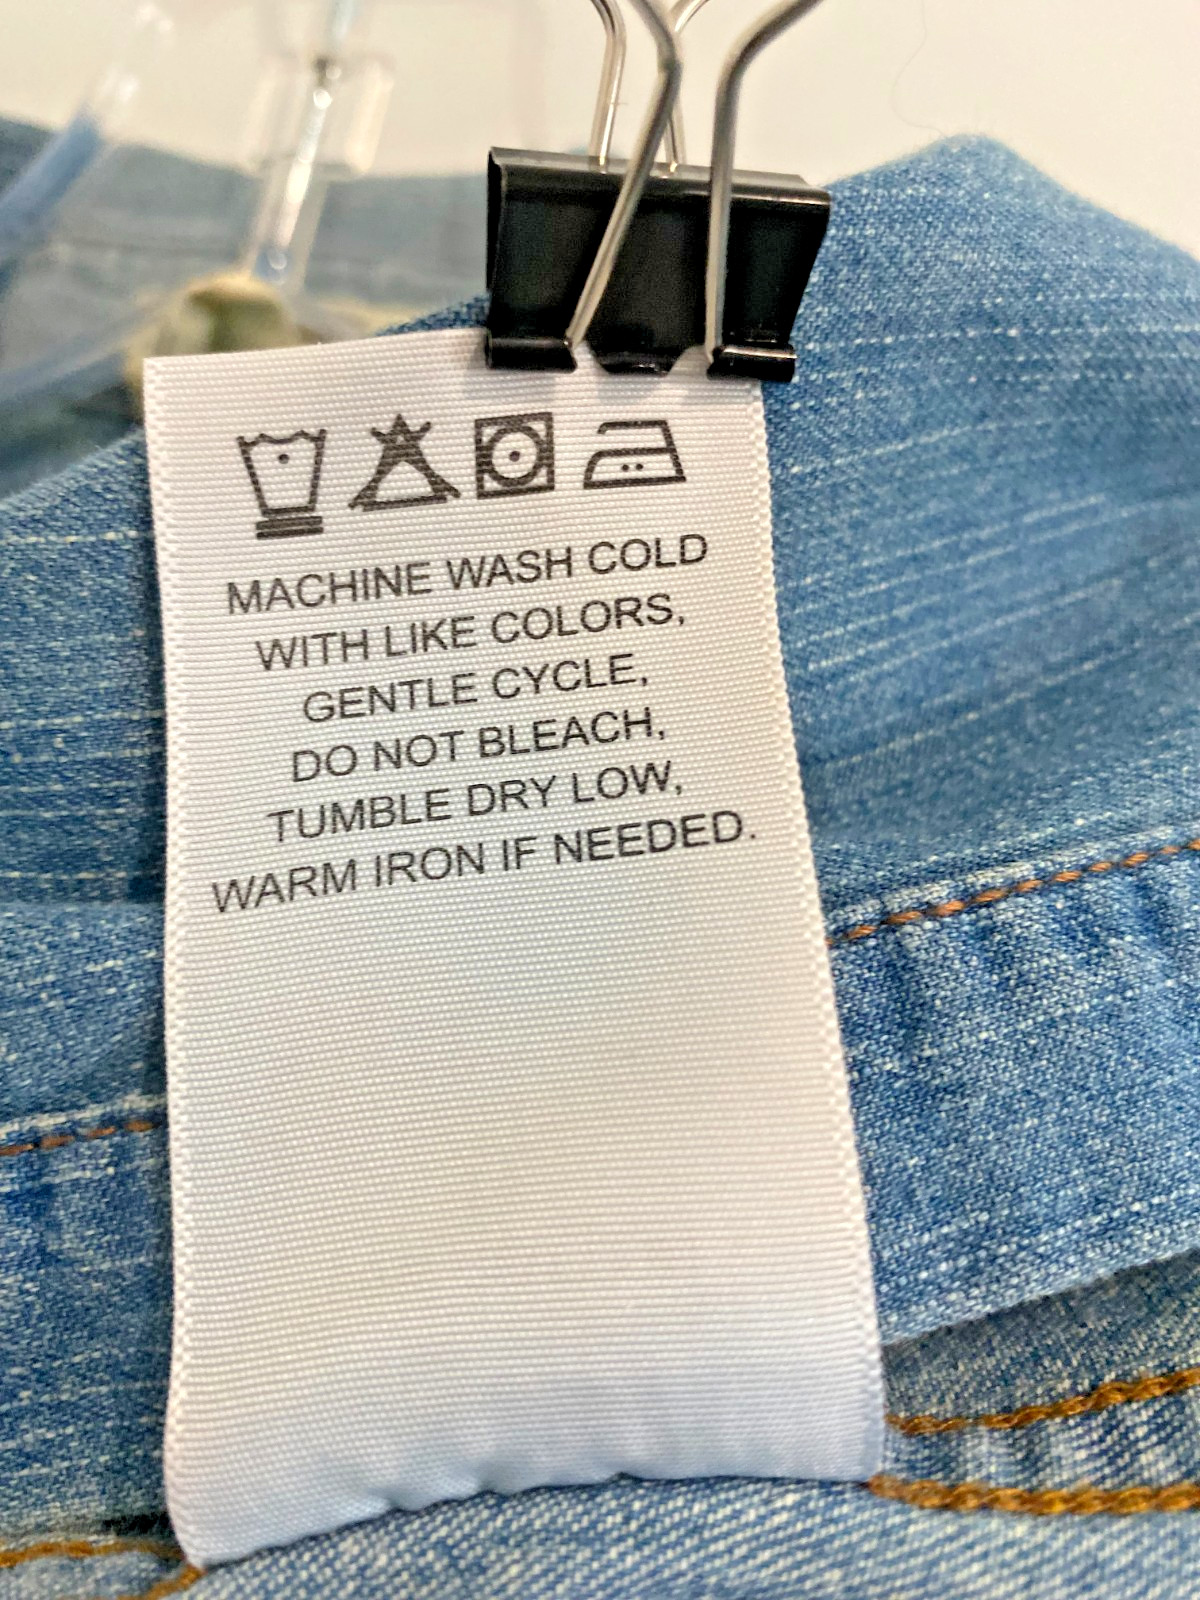 MACHINE WASH COLD
WITH LIKE COLORS,
GENTLE CYCLE,
DO NOT BLEACH,
TUMBLE DRY LOW,
WARM IRON IF NEEDED.